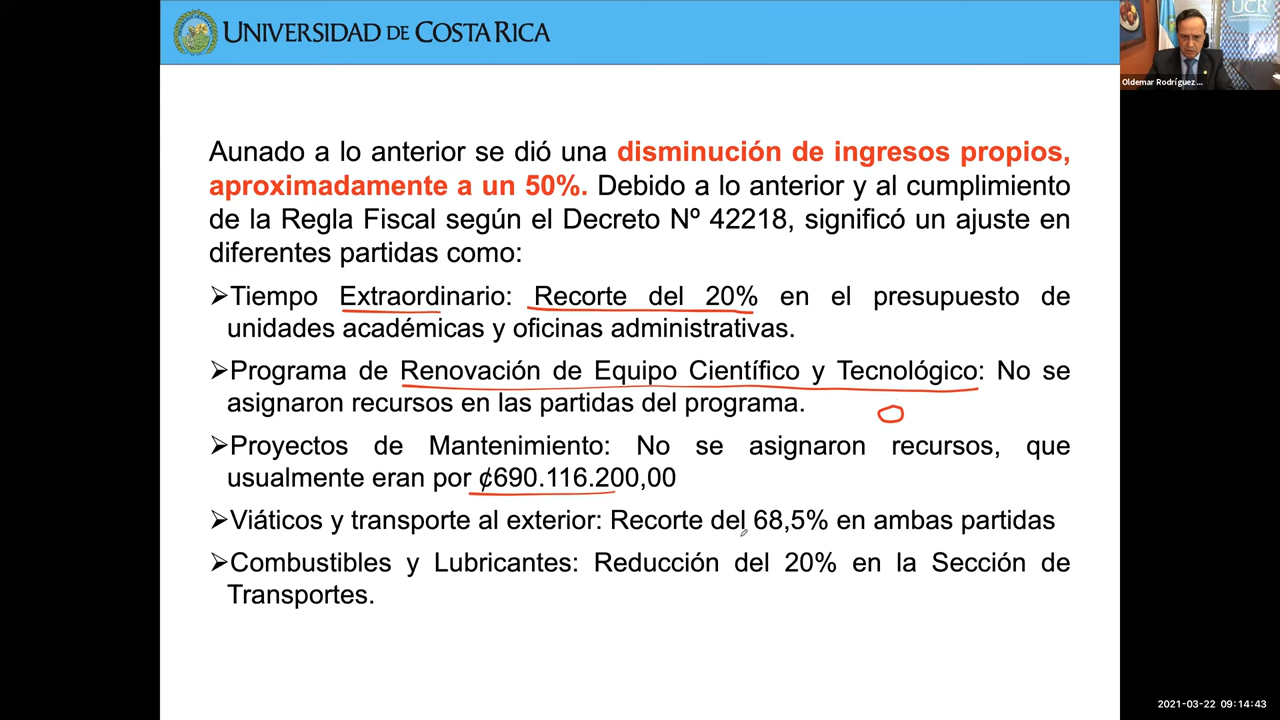 UNIVERSIDAD DE COSTA RICA
UCR
Oldemar Rodríguez ...
Aunado a lo anterior se dió una disminución de ingresos propios,
aproximadamente a un 50%. Debido a lo anterior y al cumplimiento
de la Regla Fiscal según el Decreto Nº 42218, significó un ajuste en
diferentes partidas como:
➢Tiempo Extraordinario: Recorte del 20% en el presupuesto de
unidades académicas y oficinas administrativas.
➢Programa de Renovación de Equipo Científico y Tecnológico: No se
asignaron recursos en las partidas del programa.
➢Proyectos de Mantenimiento: No se asignaron recursos, que
usualmente eran por ¢690.116.200,00
➢Viáticos y transporte al exterior: Recorte del 68,5% en ambas partidas
➢Combustibles y Lubricantes: Reducción del 20% en la Sección de
Transportes.
2021-03-22 09:14:43